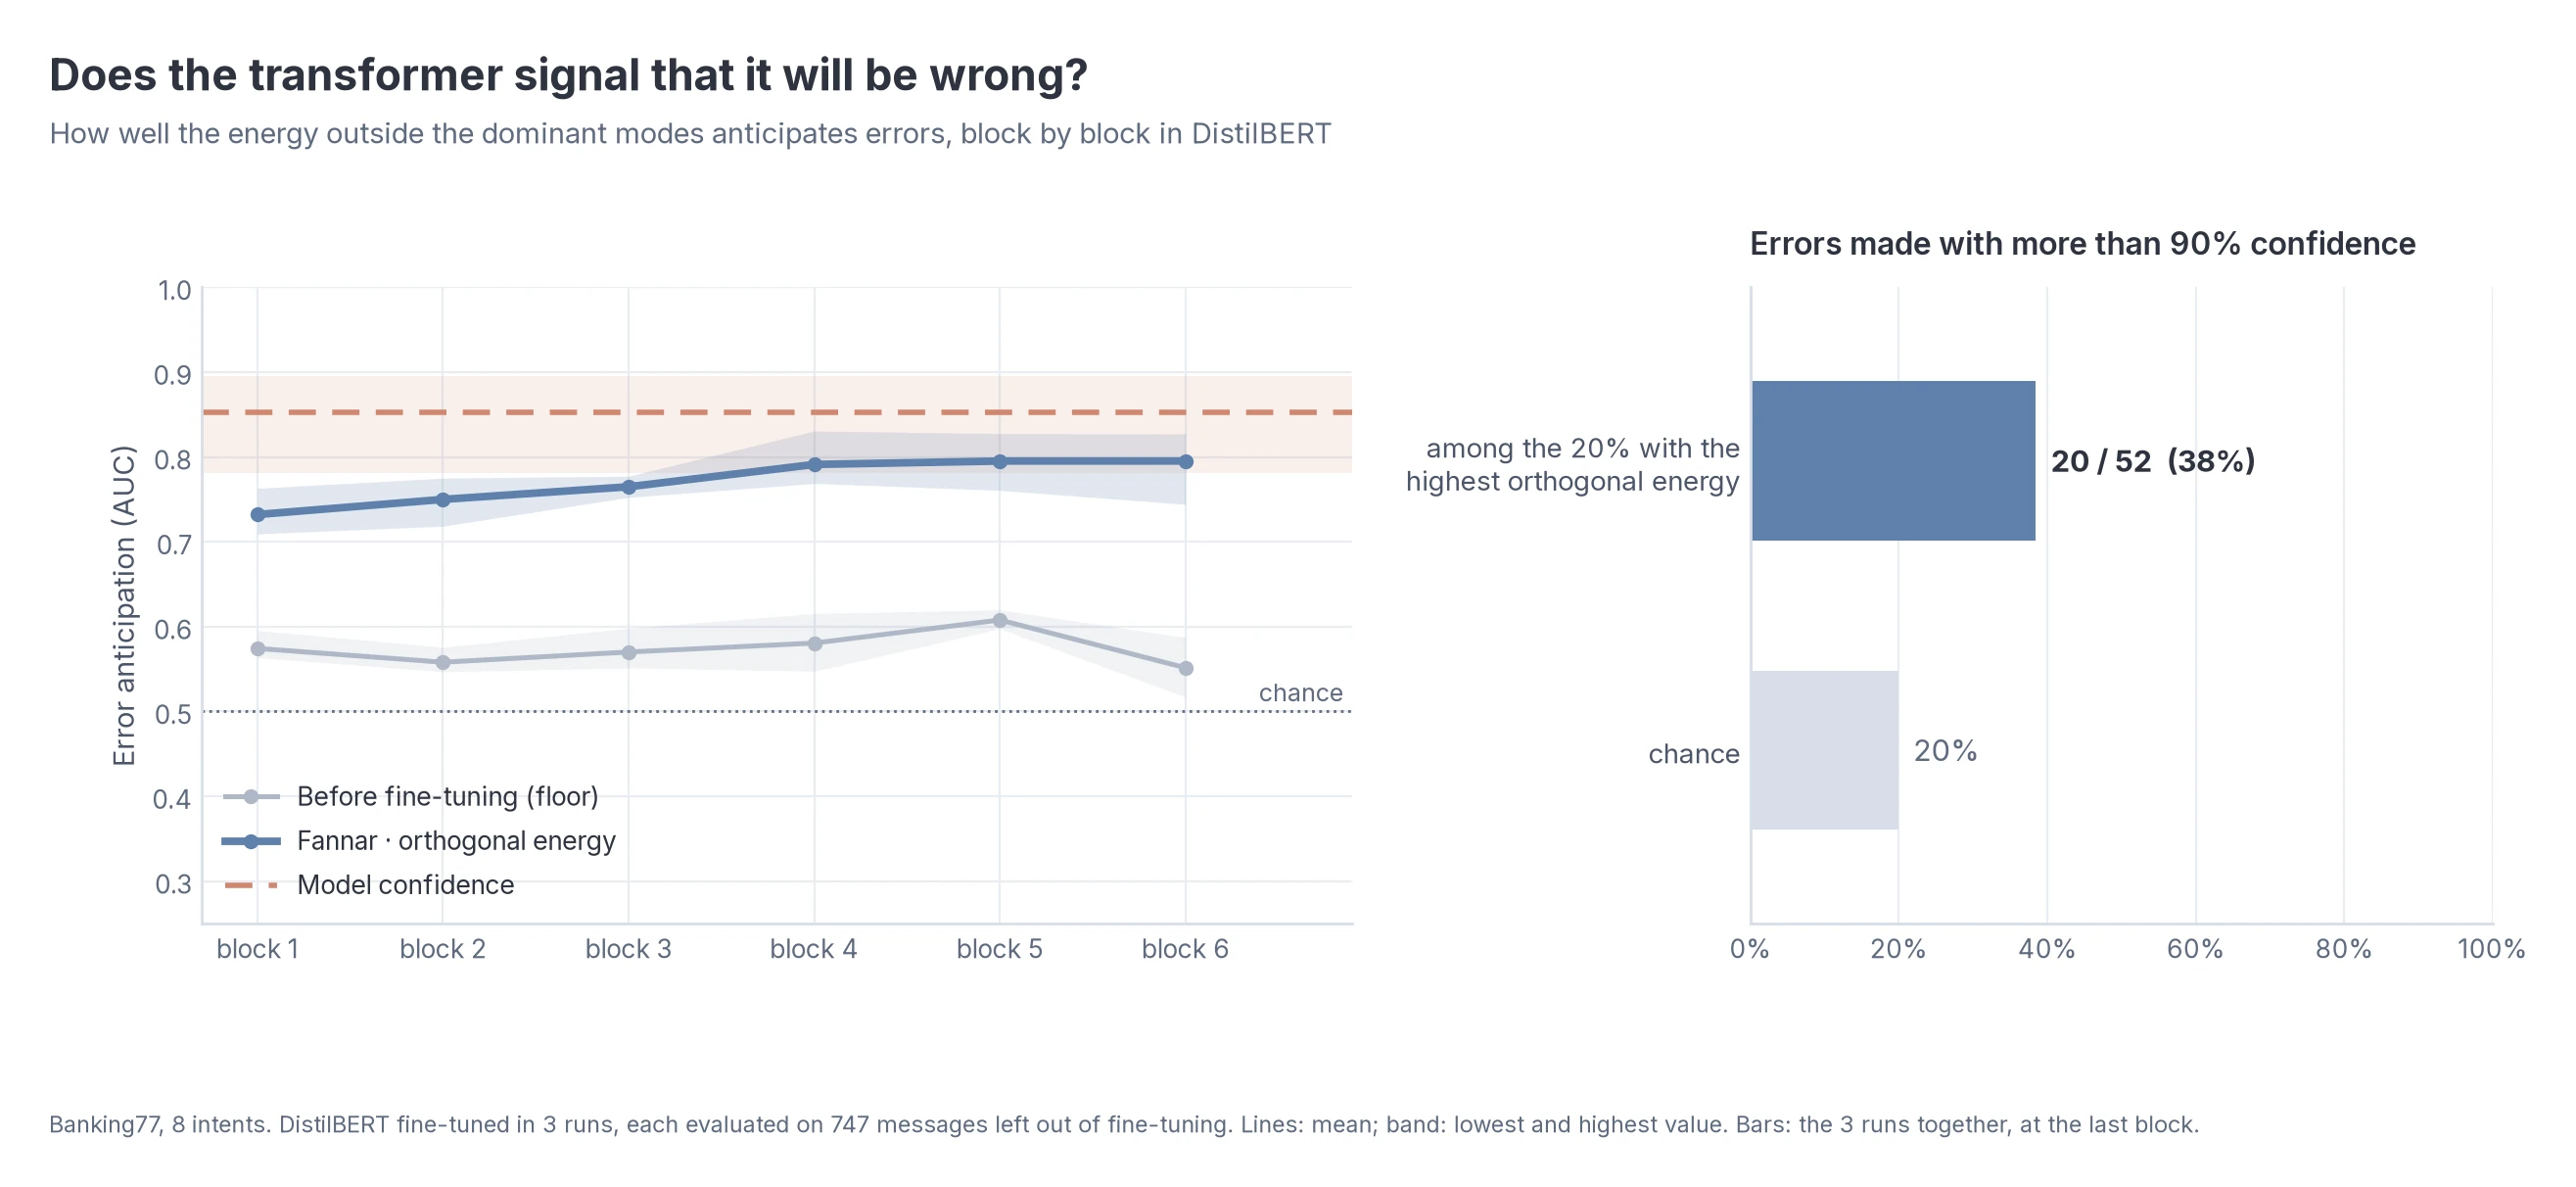 Does the transformer signal that it will be wrong?
How well the energy outside the dominant modes anticipates errors, block by block in DistilBERT
Error anticipation (AUC)
1.0
0.9
0.8
0.7
0.6
0.5
0.4
0.3
chance
Before fine-tuning (floor)
Fannar · orthogonal energy
Model confidence
block 1
block 2
block 3
block 4
block 5
block 6
Errors made with more than 90% confidence
among the 20% with the
highest orthogonal energy
20 / 52 (38%)
chance
20%
0%
20%
40%
60%
80%
100%
Banking77, 8 intents. DistilBERT fine-tuned in 3 runs, each evaluated on 747 messages left out of fine-tuning. Lines: mean; band: lowest and highest value. Bars: the 3 runs together, at the last block.